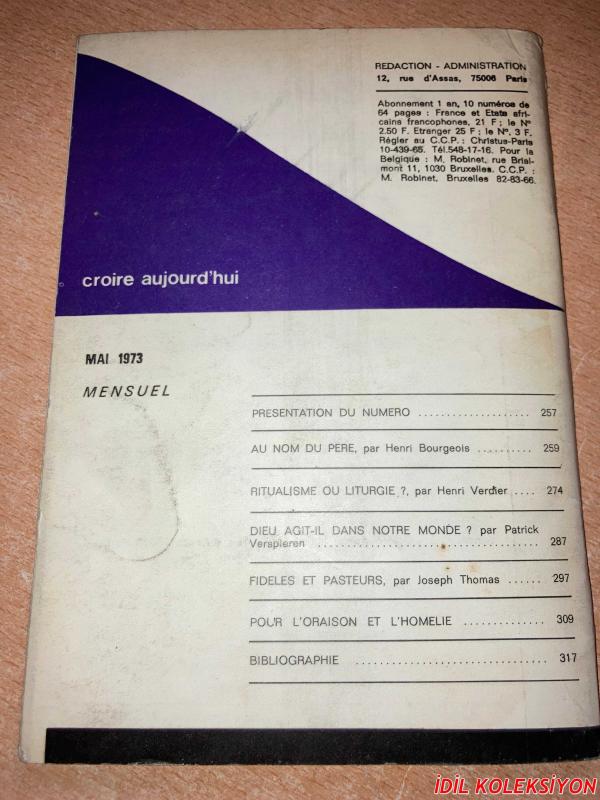 REDACTION - ADMINISTRATION
12, rue d'Assas, 75006 Paris
Abonnement 1 an, 10 numéros de
64 pages : France et Etats afri-
cains francophones, 21 F ; le N°
2.50 F. Etranger 25 F ; le N°. 3 F.
Régler au C.C.P. : Christus-Paris
10-439-65. Tél.548-17-16. Pour la
Belgique : M. Robinet, rue Brial-
mont 11, 1030 Bruxelles. C.C.P. :
M. Robinet, Bruxelles 82-83-66.
croire aujourd'hui
MAI 1973
MENSUEL
PRESENTATION DU NUMERO .................... 257
AU NOM DU PERE, par Henri Bourgeois .......... 259
RITUALISME OU LITURGIE ?, par Henri Verdier .... 274
DIEU AGIT-IL DANS NOTRE MONDE ? par Patrick
Verspieren ........................................ 287
FIDELES ET PASTEURS, par Joseph Thomas ...... 297
POUR L'ORAISON ET L'HOMELIE .............. 309
BIBLIOGRAPHIE .................................. 317
İDİL KOLEKSİYON